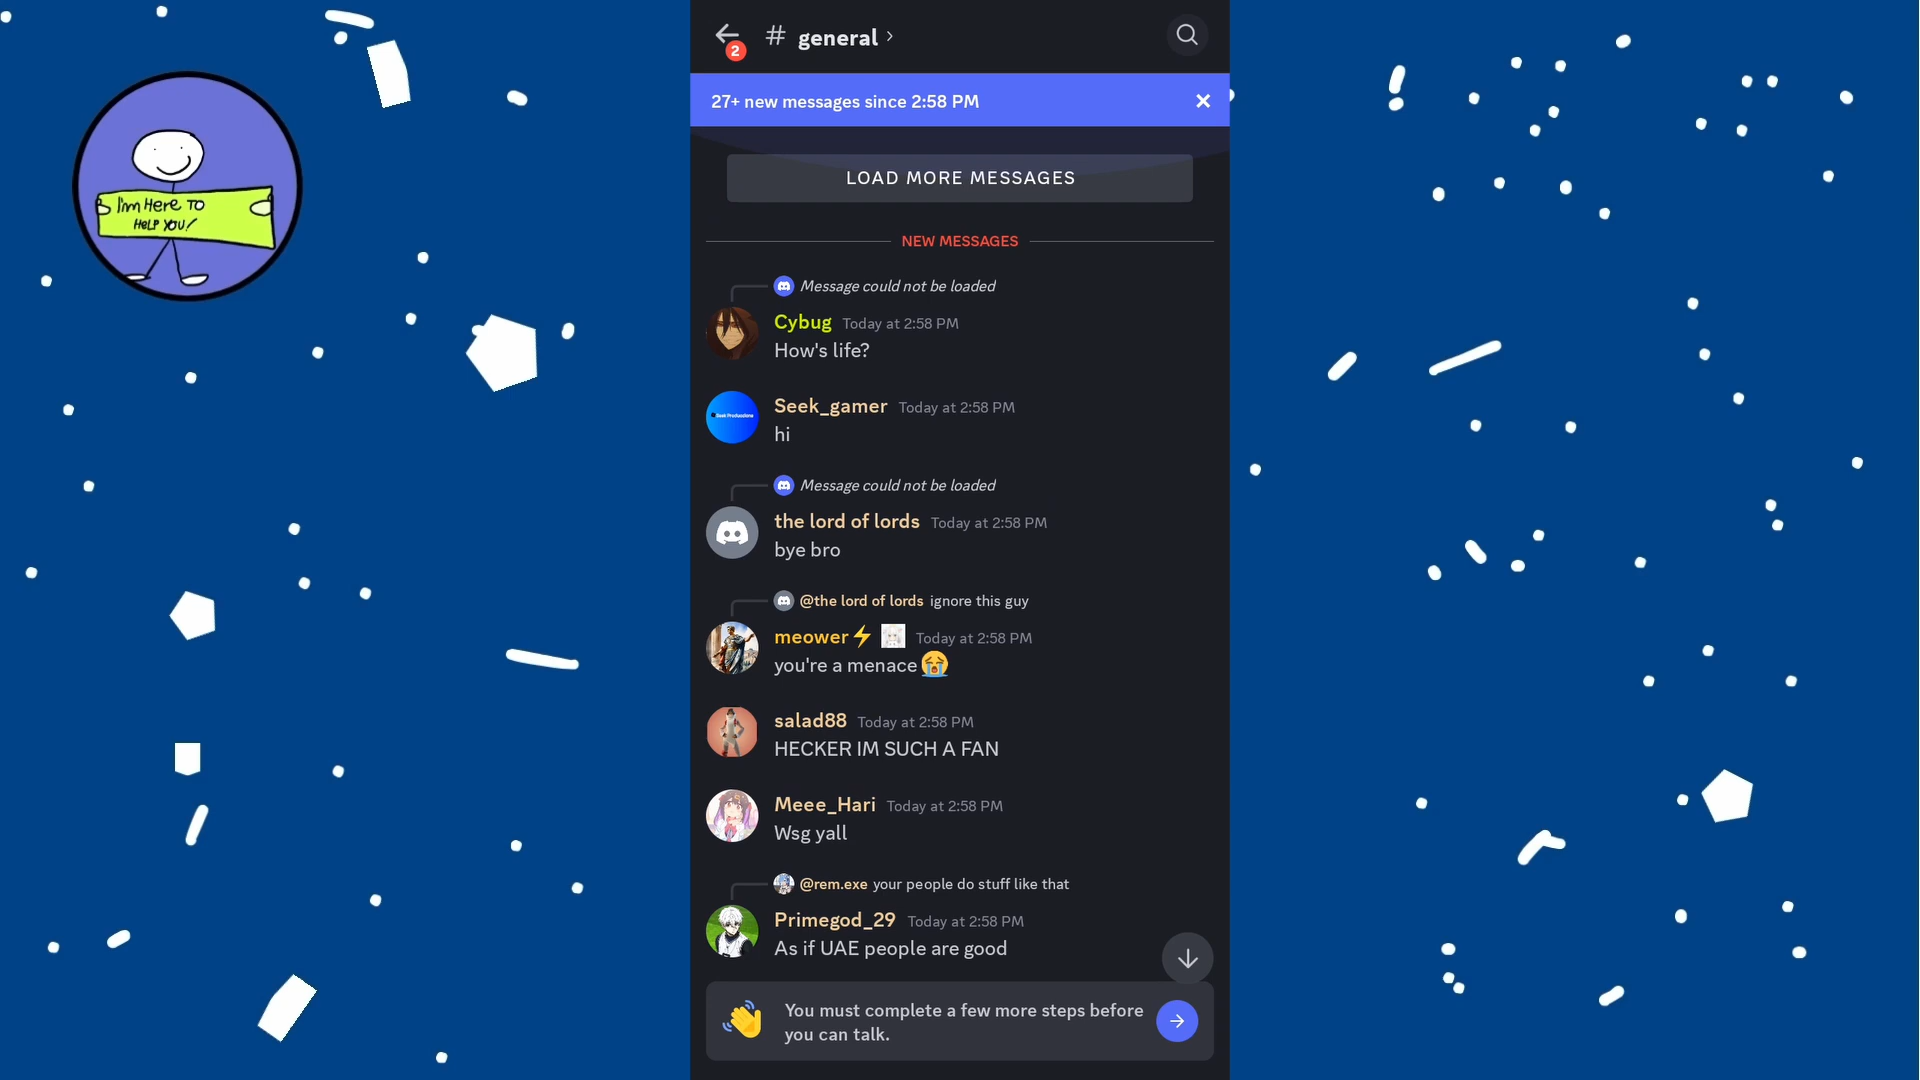 I'm Here To
Help You!
2
# general
27+ new messages since 2:58 PM
LOAD MORE MESSAGES
NEW MESSAGES
Message could not be loaded
Cybug Today at 2:58 PM
How's life?
Seek_gamer Today at 2:58 PM
hi
Message could not be loaded
the lord of lords Today at 2:58 PM
bye bro
@the lord of lords ignore this guy
meower⚡ Today at 2:58 PM
you're a menace 😭
salad88 Today at 2:58 PM
HECKER IM SUCH A FAN
Meee_Hari Today at 2:58 PM
Wsg yall
@rem.exe your people do stuff like that
Primegod_29 Today at 2:58 PM
As if UAE people are good
You must complete a few more steps before
you can talk.